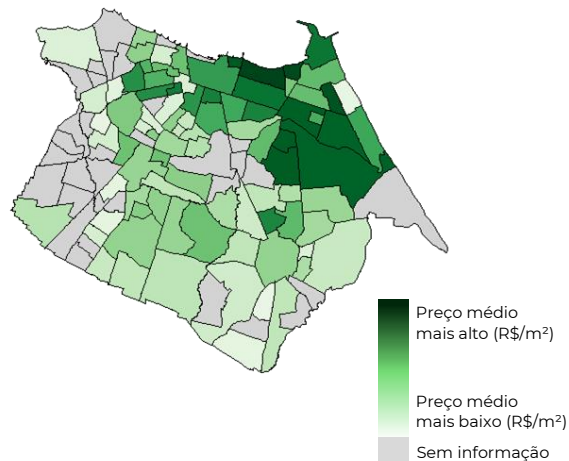 Preço médio
mais alto (R$/m²)
Preço médio
mais baixo (R$/m²)
Sem informação